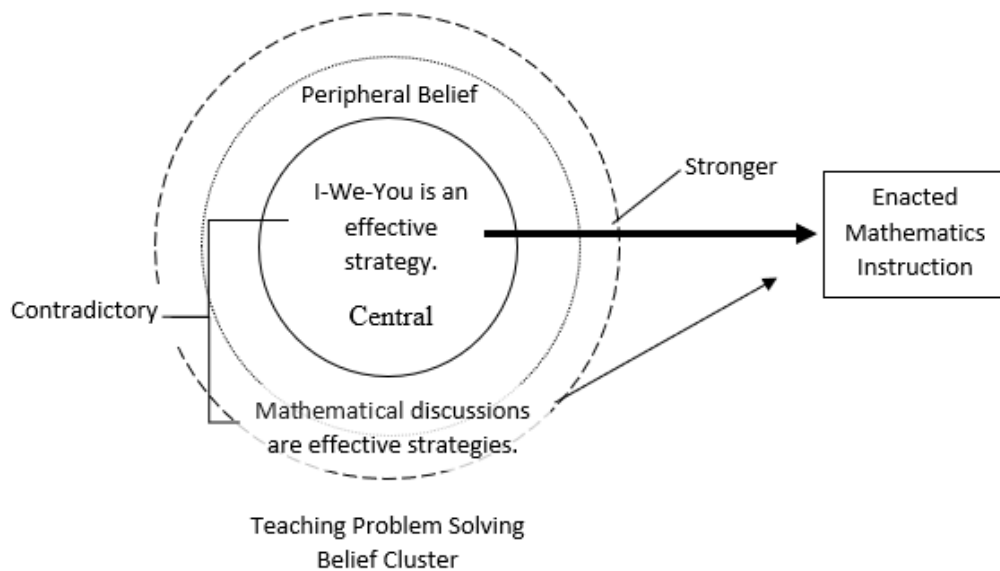 Peripheral Belief
Stronger
I-We-You is an
effective
strategy.
Central
Enacted
Mathematics
Instruction
Contradictory
Mathematical discussions
are effective strategies.
Teaching Problem Solving
Belief Cluster